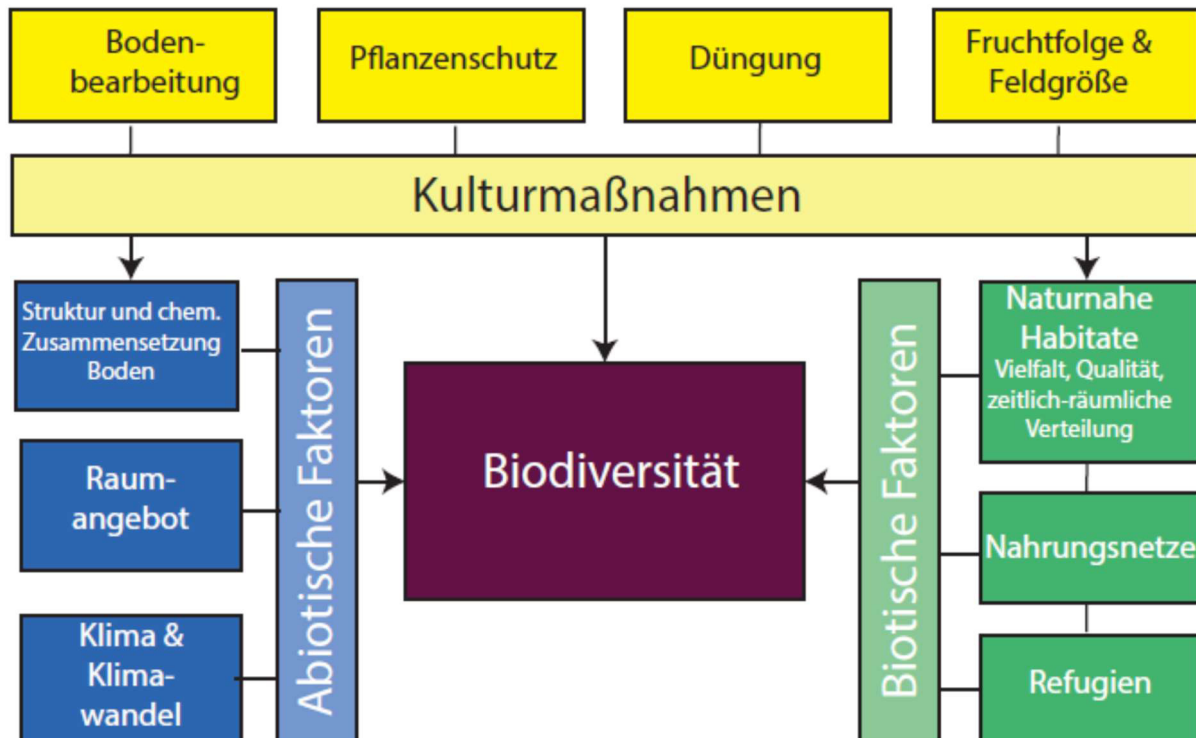 Boden-
bearbeitung
Pflanzenschutz
Düngung
Fruchtfolge &
Feldgröße
Kulturmaßnahmen
Struktur und chem.
Zusammensetzung
Boden
Raum-
angebot
Klima &
Klima-
wandel
Abiotische Faktoren
Biodiversität
Biotische Faktoren
Naturnahe
Habitate
Vielfalt, Qualität,
zeitlich-räumliche
Verteilung
Nahrungsnetze
Refugien